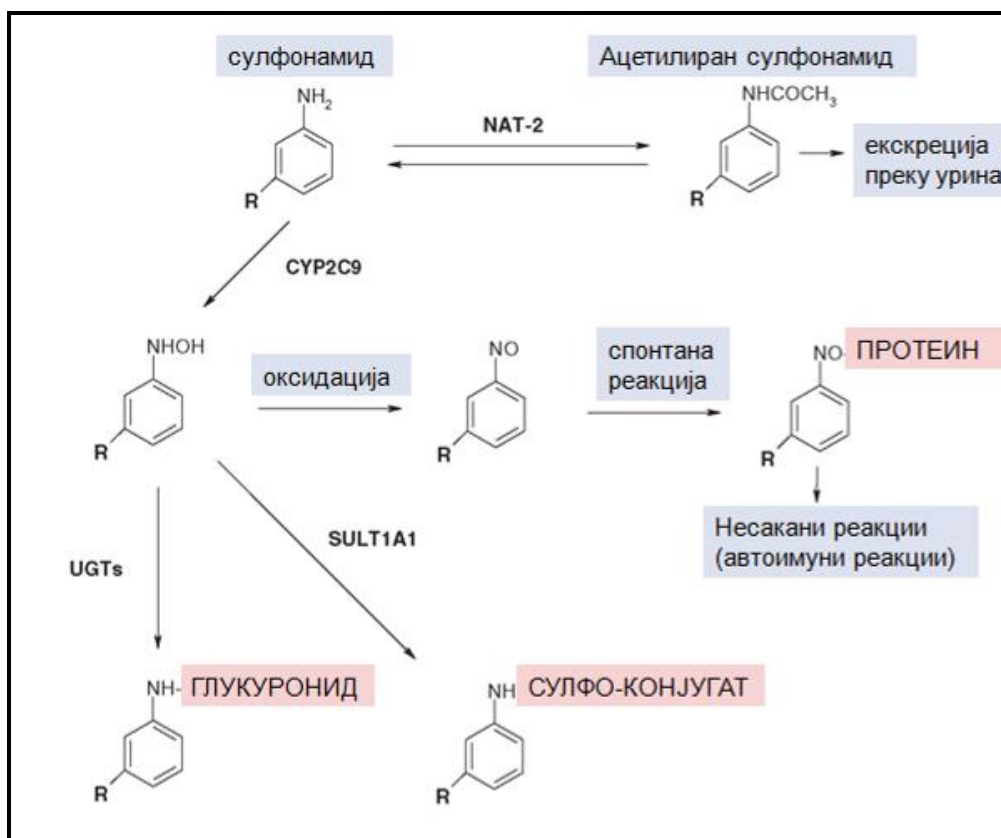 сулфонамид
Ацетилиран сулфонамид
NH2
NHCOCH3
NAT-2
екскреција
преку урина
R
R
CYP2C9
NHOH
NO
NO-
ПРОТЕИН
оксидација
спонтана
реакција
R
R
R
SULT1A1
UGTs
Несакани реакции
(автоимуни реакции)
NH-
ГЛУКУРОНИД
NH
СУЛФО-КОНЈУГАТ
R
R